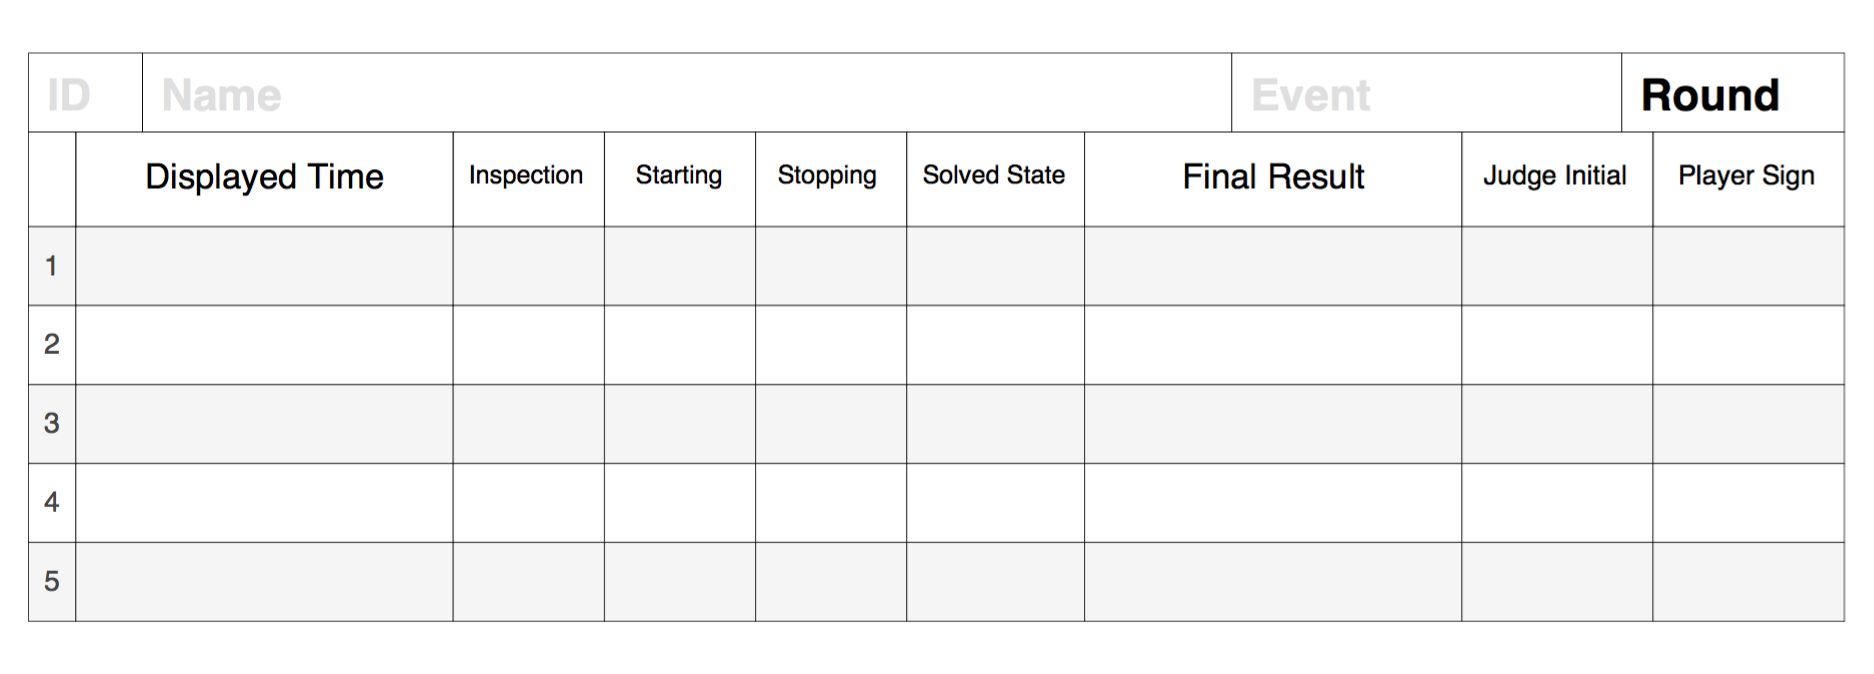 ID Name Event Round
Displayed Time Inspection Starting Stopping Solved State Final Result Judge Initial Player Sign
1
2
3
4
5